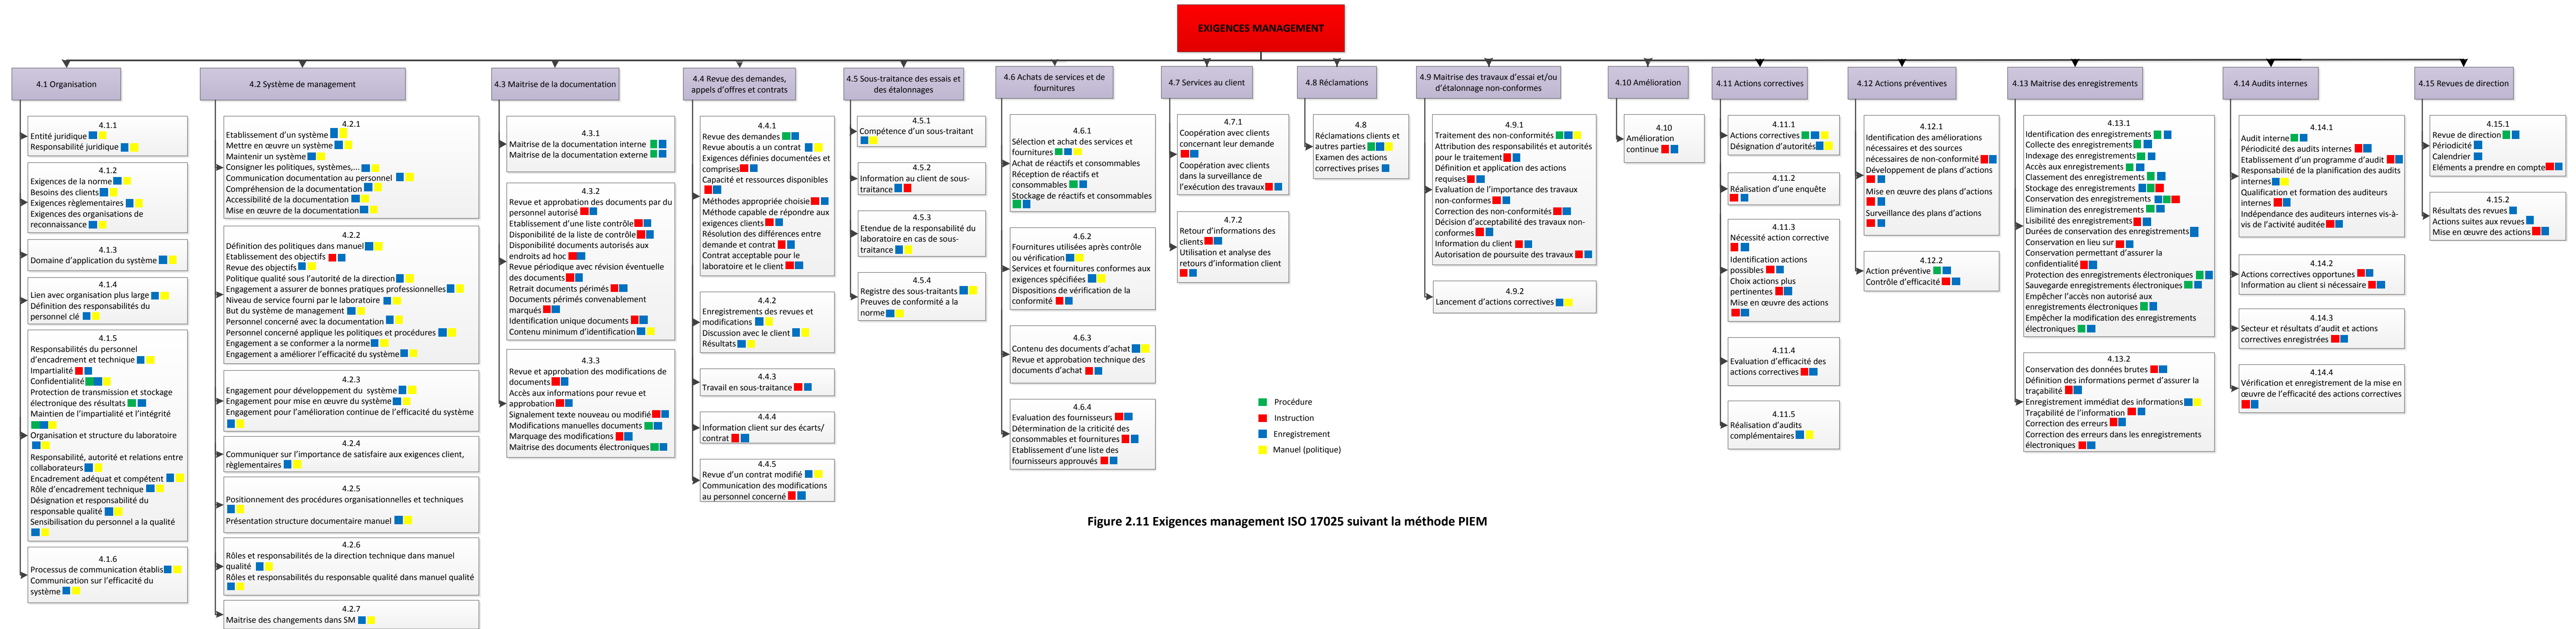 EXIGENCES MANAGEMENT
4.1 Organisation
4.1.1
Entité juridique
Responsabilité juridique
4.1.2
Exigences de la norme
Besoins des clients
Exigences règlementaires
Exigences des organisations de
reconnaissance
4.1.3
Domaine d'application du système
4.1.4
Lien avec organisation plus large
Définition des responsabilités du
personnel clé
4.1.5
Responsabilités du personnel
d'encadrement et technique
Impartialité
Confidentialité
Protection de transmission et stockage
électronique des résultats
Maintien de l'impartialité et l'intégrité
Organisation et structure du laboratoire
Responsabilité, autorité et relations entre
collaborateurs
Encadrement adéquat et compétent
Rôle d'encadrement technique
Désignation et responsabilité du
responsable qualité
Sensibilisation du personnel a la qualité
4.1.6
Processus de communication établis
Communication sur l'efficacité du
système
4.2 Système de management
4.2.1
Etablissement d'un système
Mettre en œuvre un système
Maintenir un système
Consigner les politiques, systèmes,...
Communication documentation au personnel
Compréhension de la documentation
Accessibilité de la documentation
Mise en œuvre de la documentation
4.2.2
Définition des politiques dans manuel
Etablissement des objectifs
Revue des objectifs
Politique qualité sous l'autorité de la direction
Engagement a assurer de bonnes pratiques professionnelles
Niveau de service fourni par le laboratoire
But du système de management
Personnel concerné avec la documentation
Personnel concerné applique les politiques et procédures
Engagement a se conformer a la norme
Engagement a améliorer l'efficacité du système
4.2.3
Engagement pour développement du système
Engagement pour mise en œuvre du système
Engagement pour l'amélioration continue de l'efficacité du système
4.2.4
Communiquer sur l'importance de satisfaire aux exigences client,
règlementaires
4.2.5
Positionnement des procédures organisationnelles et techniques
Présentation structure documentaire manuel
4.2.6
Rôles et responsabilités de la direction technique dans manuel
qualité
Rôles et responsabilités du responsable qualité dans manuel qualité
4.2.7
Maitrise des changements dans SM
4.3 Maitrise de la documentation
4.3.1
Maitrise de la documentation interne
Maitrise de la documentation externe
4.3.2
Revue et approbation des documents par du
personnel autorisé
Etablissement d'une liste contrôle
Disponibilité de la liste de contrôle
Disponibilité documents autorisés aux
endroits ad hoc
Revue périodique avec révision éventuelle
des documents
Retrait documents périmés
Documents périmés convenablement
marqués
Identification unique documents
Contenu minimum d'identification
4.3.3
Revue et approbation des modifications de
documents
Accès aux informations pour revue et
approbation
Signalement texte nouveau ou modifié
Modifications manuelles documents
Marquage des modifications
Maitrise des documents électroniques
4.4 Revue des demandes,
appels d'offres et contrats
4.4.1
Revue des demandes
Revue aboutis a un contrat
Exigences définies documentées et
comprises
Capacité et ressources disponibles
Méthodes appropriée choisie
Méthode capable de répondre aux
exigences clients
Résolution des différences entre
demande et contrat
Contrat acceptable pour le
laboratoire et le client
4.4.2
Enregistrements des revues et
modifications
Discussion avec le client
Résultats
4.4.3
Travail en sous-traitance
4.4.4
Information client sur des écarts/
contrat
4.4.5
Revue d'un contrat modifié
Communication des modifications
au personnel concerné
4.5 Sous-traitance des essais et
des étalonnages
4.5.1
Compétence d'un sous-traitant
4.5.2
Information au client de sous-
traitance
4.5.3
Etendue de la responsabilité du
laboratoire en cas de sous-
traitance
4.5.4
Registre des sous-traitants
Preuves de conformité a la
norme
4.6 Achats de services et de
fournitures
4.6.1
Sélection et achat des services et
fournitures
Achat de réactifs et consommables
Réception de réactifs et
consommables
Stockage de réactifs et consommables
4.6.2
Fournitures utilisées après contrôle
ou vérification
Services et fournitures conformes aux
exigences spécifiées
Dispositions de vérification de la
conformité
4.6.3
Contenu des documents d'achat
Revue et approbation technique des
documents d'achat
4.6.4
Evaluation des fournisseurs
Détermination de la criticité des
consommables et fournitures
Etablissement d'une liste des
fournisseurs approuvés
4.7 Services au client
4.7.1
Coopération avec clients
concernant leur demande
Coopération avec clients
dans la surveillance de
l'exécution des travaux
4.7.2
Retour d'informations des
clients
Utilisation et analyse des
retours d'information client
4.8 Réclamations
4.8
Réclamations clients et
autres parties
Examen des actions
correctives prises
4.9 Maitrise des travaux d'essai et/ou
d'étalonnage non-conformes
4.9.1
Traitement des non-conformités
Attribution des responsabilités et autorités
pour le traitement
Définition et application des actions
requises
Evaluation de l'importance des travaux
non-conformes
Correction des non-conformités
Décision d'acceptabilité des travaux non-
conformes
Information du client
Autorisation de poursuite des travaux
4.9.2
Lancement d'actions correctives
4.10 Amélioration
4.10
Amélioration
continue
4.11 Actions correctives
4.11.1
Actions correctives
Désignation d'autorités
4.11.2
Réalisation d'une enquête
4.11.3
Nécessité action corrective
Identification actions
possibles
Choix actions plus
pertinentes
Mise en œuvre des actions
4.11.4
Evaluation d'efficacité des
actions correctives
4.11.5
Réalisation d'audits
complémentaires
4.12 Actions préventives
4.12.1
Identification des améliorations
nécessaires et des sources
nécessaires de non-conformité
Développement de plans d'actions
Mise en œuvre des plans d'actions
Surveillance des plans d'actions
4.12.2
Action préventive
Contrôle d'efficacité
4.13 Maitrise des enregistrements
4.13.1
Identification des enregistrements
Collecte des enregistrements
Indexage des enregistrements
Accès aux enregistrements
Classement des enregistrements
Stockage des enregistrements
Conservation des enregistrements
Elimination des enregistrements
Lisibilité des enregistrements
Durées de conservation des enregistrements
Conservation en lieu sur
Conservation permettant d'assurer la
confidentialité
Protection des enregistrements électroniques
Sauvegarde enregistrements électroniques
Empêcher l'accès non autorisé aux
enregistrements électroniques
Empêcher la modification des enregistrements
électroniques
4.13.2
Conservation des données brutes
Définition des informations permet d'assurer la
traçabilité
Enregistrement immédiat des informations
Traçabilité de l'information
Correction des erreurs
Correction des erreurs dans les enregistrements
électroniques
4.14 Audits internes
4.14.1
Audit interne
Périodicité des audits internes
Etablissement d'un programme d'audit
Responsabilité de la planification des audits
internes
Qualification et formation des auditeurs
internes
Indépendance des auditeurs internes vis-à-
vis de l'activité auditée
4.14.2
Actions correctives opportunes
Information au client si nécessaire
4.14.3
Secteur et résultats d'audit et actions
correctives enregistrées
4.14.4
Vérification et enregistrement de la mise en
œuvre de l'efficacité des actions correctives
4.15 Revues de direction
4.15.1
Revue de direction
Périodicité
Calendrier
Eléments a prendre en compte
4.15.2
Résultats des revues
Actions suites aux revues
Mise en œuvre des actions
Procédure
Instruction
Enregistrement
Manuel (politique)
Figure 2.11 Exigences management ISO 17025 suivant la méthode PIEM